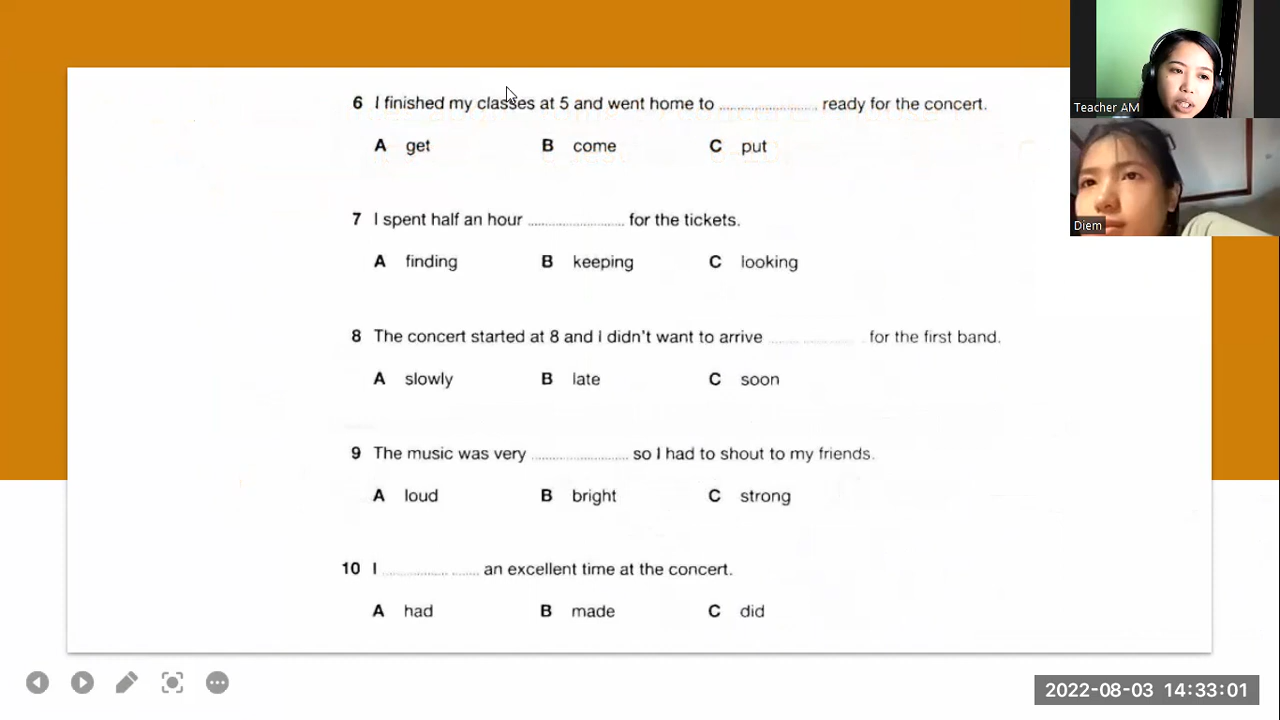 Teacher AM
Diem
6 I finished my classes at 5 and went home to .................... ready for the concert.
A get B come C put
7 I spent half an hour .................... for the tickets.
A finding B keeping C looking
8 The concert started at 8 and I didn't want to arrive .................... for the first band.
A slowly B late C soon
9 The music was very .................... so I had to shout to my friends.
A loud B bright C strong
10 I .................... an excellent time at the concert.
A had B made C did
2022-08-03 14:33:01